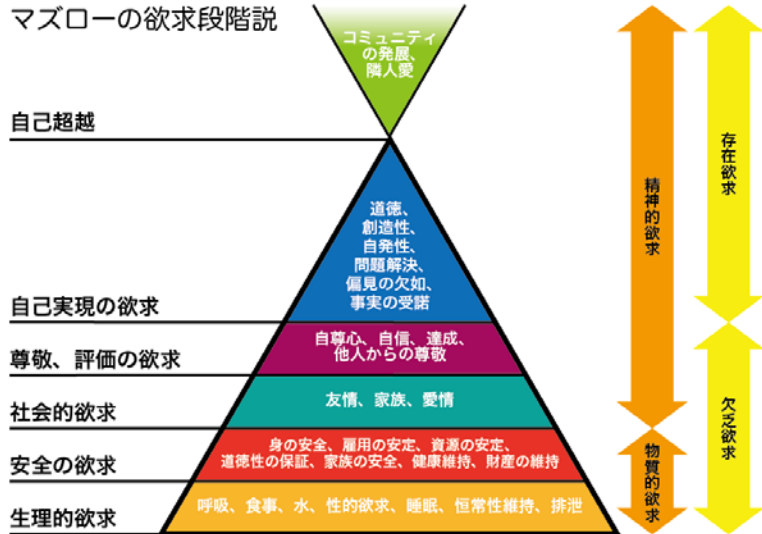 マズローの欲求段階説
コミュニティ
の発展、
隣人愛
自己超越
道徳、
創造性、
自発性、
問題解決、
偏見の欠如、
事実の受諾
自己実現の欲求
自尊心、自信、達成、
他人からの尊敬
尊敬、評価の欲求
友情、家族、愛情
社会的欲求
身の安全、雇用の安定、資源の安定、
道徳性の保証、家族の安全、健康維持、財産の維持
安全の欲求
呼吸、食事、水、性的欲求、睡眠、恒常性維持、排泄
生理的欲求
精神的欲求
物質的欲求
存在欲求
欠乏欲求